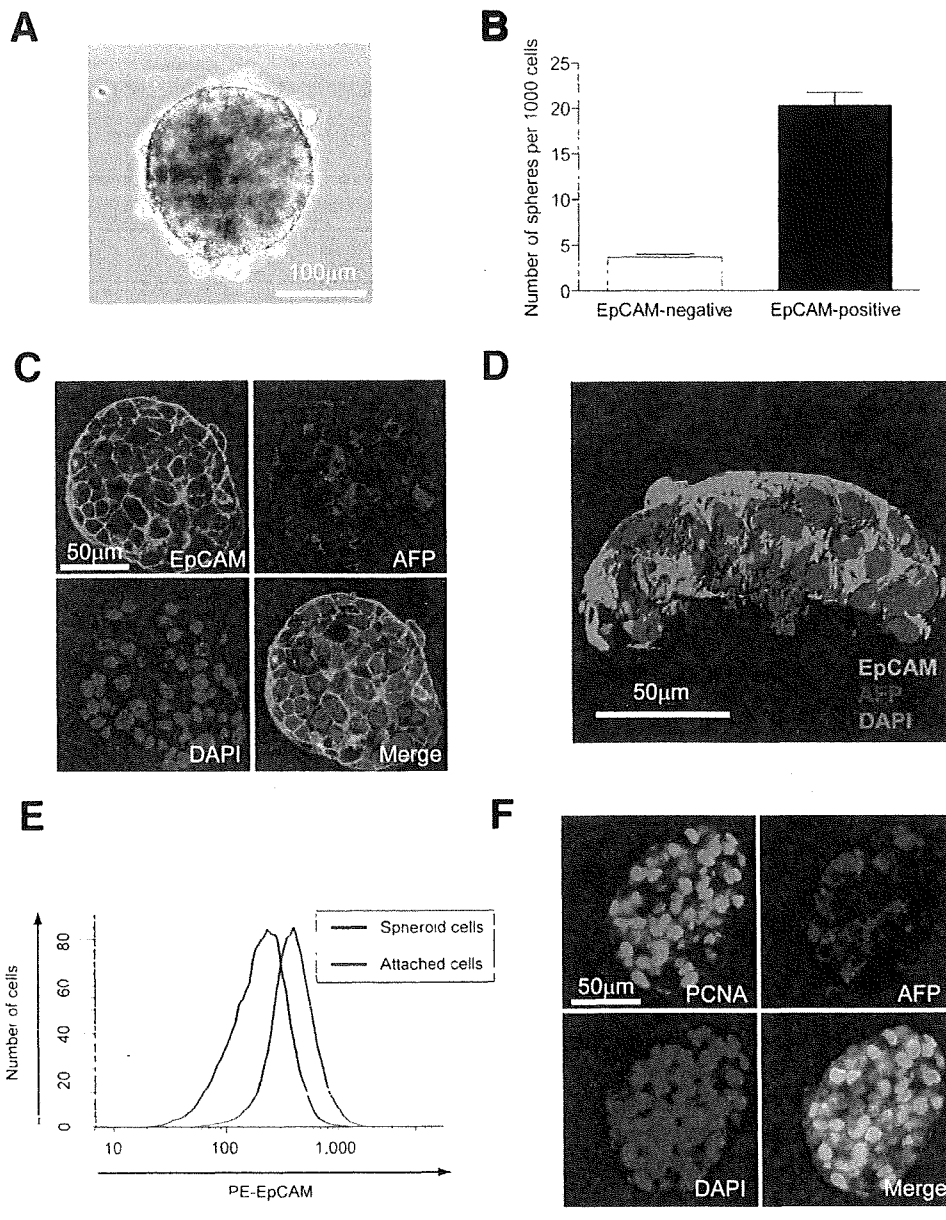 A
100μm
B
Number of spheres per 1000 cells
25
20
15
10
5
0
EpCAM-negative
EpCAM-positive
C
50μm
EpCAM
AFP
DAPI
Merge
D
EpCAM
AFP
DAPI
50μm
E
Number of cells
80
60
40
20
0
10
100
1,000
PE-EpCAM
Spneroid cells
Attached cells
F
PCNA
50μm
AFP
DAPI
Merge